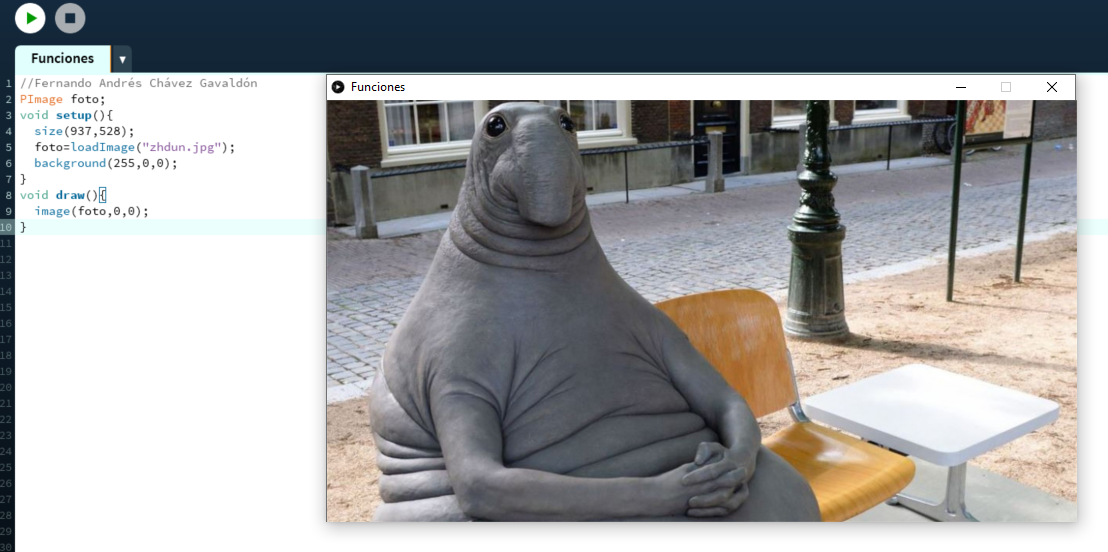 Funciones
1 //Fernando Andrés Chávez Gavaldón
2 PImage foto;
3 void setup(){
4   size(937,528);
5   foto=loadImage("zhdun.jpg");
6   background(255,0,0);
7 }
8 void draw(){
9   image(foto,0,0);
10 }
11
12
13
14
15
16
17
18
19
20
21
22
23
24
25
26
27
28
29
30
Funciones